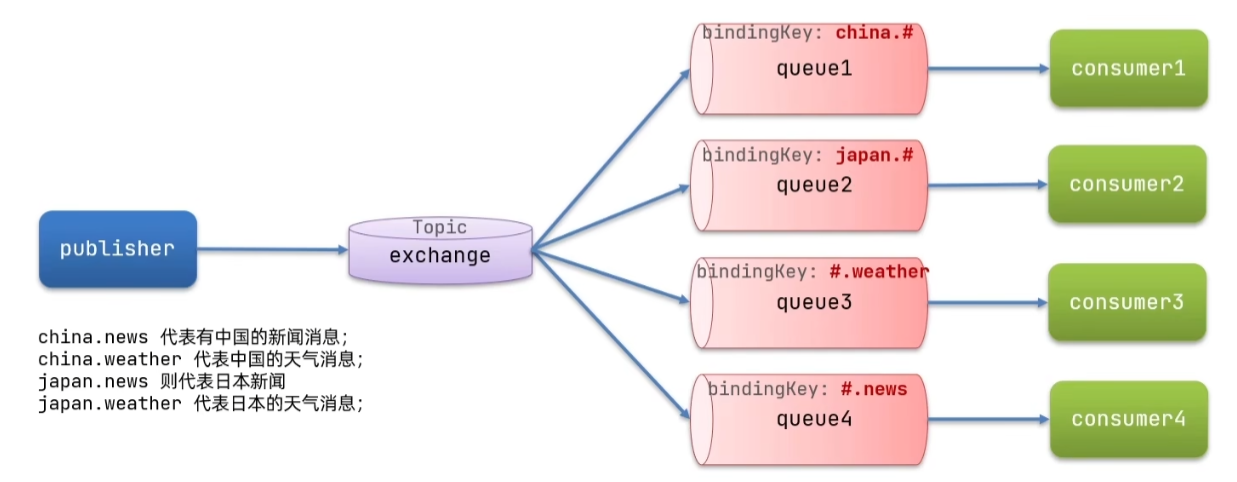 publisher
Topic
exchange
bindingKey: china.#
queue1
consumer1
bindingKey: japan.#
queue2
consumer2
bindingKey: #.weather
queue3
consumer3
bindingKey: #.news
queue4
consumer4
china.news 代表有中国的新闻消息；
china.weather 代表中国的天气消息；
japan.news 则代表日本新闻
japan.weather 代表日本的天气消息；